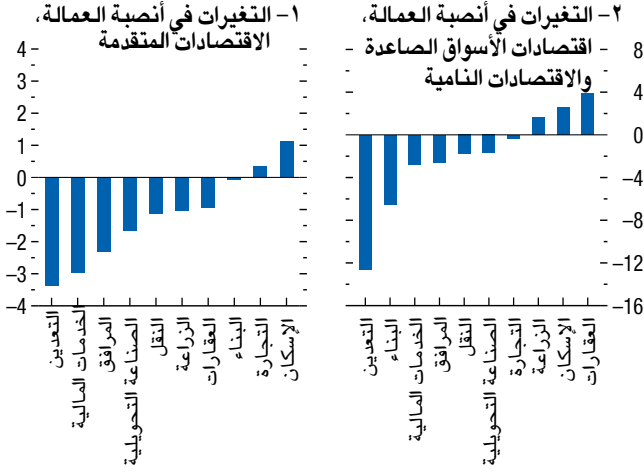 ١– التغيرات في أنصبة العمالة،
الاقتصادات المتقدمة
4
3
2
1
0
–1
–2
–3
–4
التعدين
الخدمات المالية
المرافق
الصناعة التحويلية
النقل
الزراعة
العقارات
البناء
التجارة
الإسكان
٢– التغيرات في أنصبة العمالة،
اقتصادات الأسواق الصاعدة
والاقتصادات النامية
8
4
0
–4
–8
–12
–16
التعدين
البناء
الخدمات المالية
المرافق
النقل
الصناعة التحويلية
التجارة
الزراعة
الإسكان
العقارات